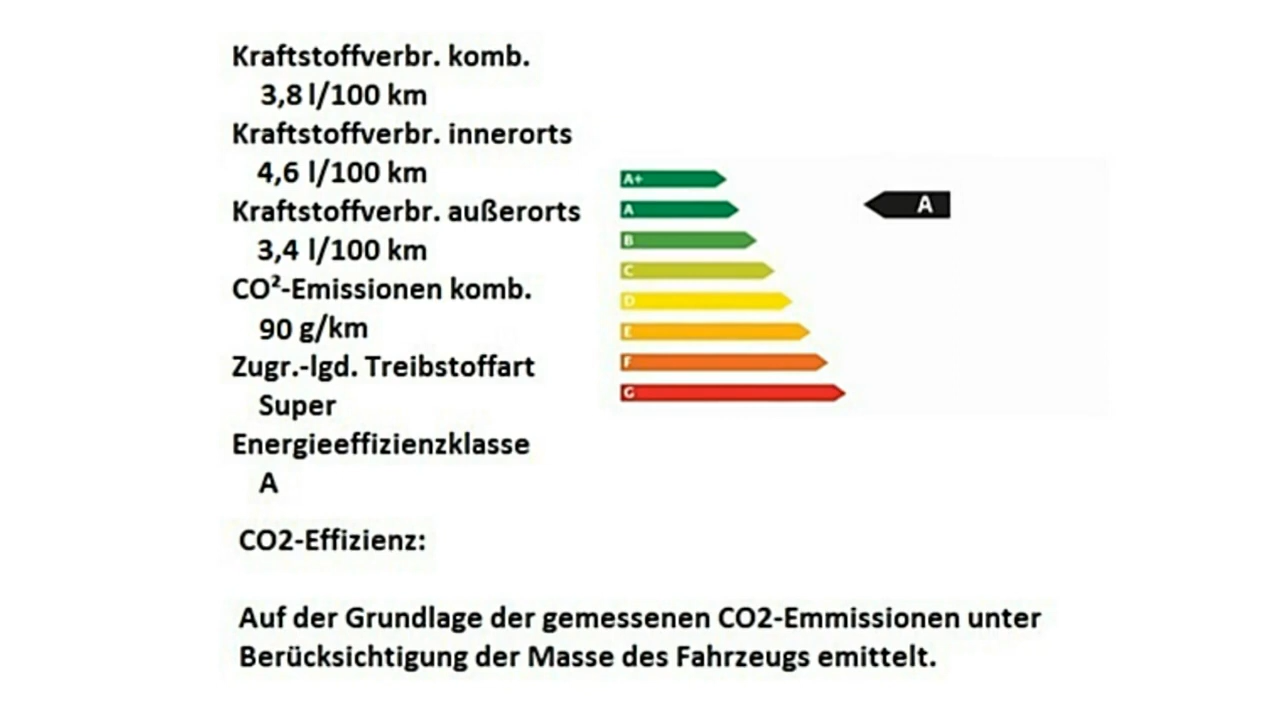 Kraftstoffverbr. komb.
3,8 l/100 km
Kraftstoffverbr. innerorts
4,6 l/100 km
Kraftstoffverbr. außerorts
3,4 l/100 km
CO²-Emissionen komb.
90 g/km
Zugr.-lgd. Treibstoffart
Super
Energieeffizienzklasse
A
A+
A
B
C
D
E
F
G
A
CO2-Effizienz:
Auf der Grundlage der gemessenen CO2-Emmissionen unter
Berücksichtigung der Masse des Fahrzeugs emittelt.